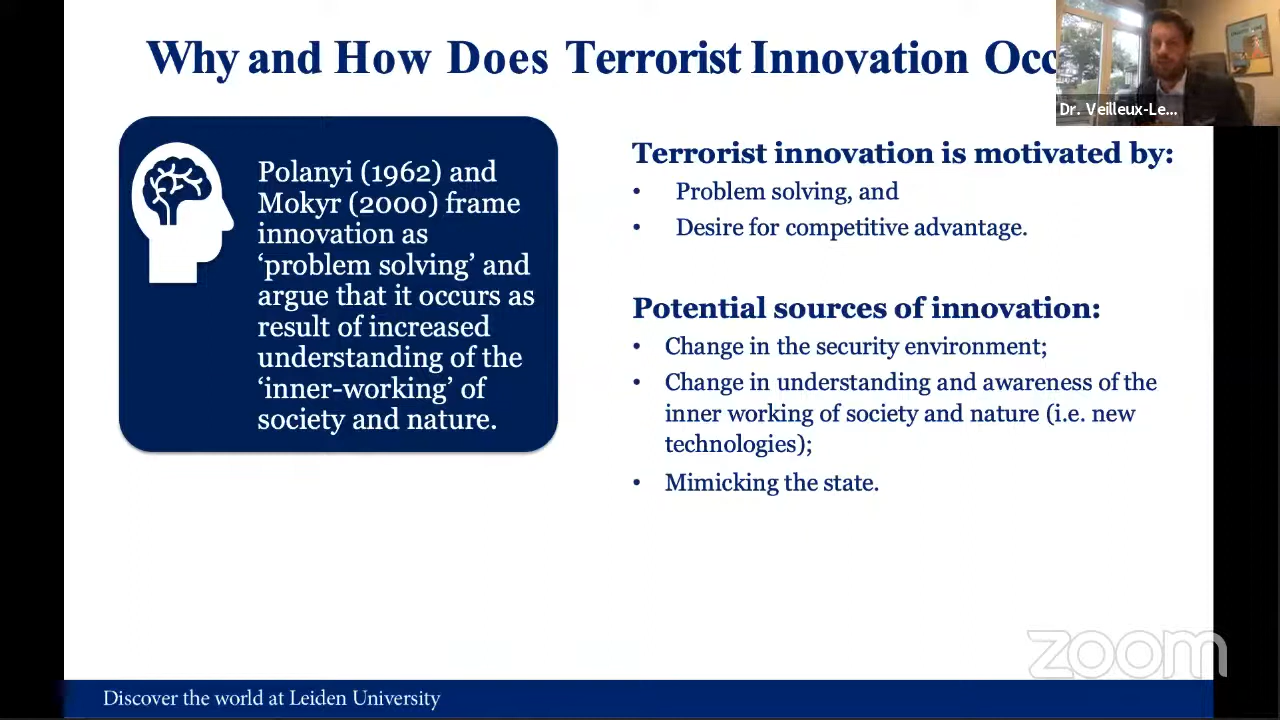 Why and How Does Terrorist Innovation Occ
Dr. Veilleux-Le...
Polanyi (1962) and
Mokyr (2000) frame
innovation as
‘problem solving’ and
argue that it occurs as
result of increased
understanding of the
‘inner-working’ of
society and nature.
Terrorist innovation is motivated by:
• Problem solving, and
• Desire for competitive advantage.
Potential sources of innovation:
• Change in the security environment;
• Change in understanding and awareness of the
inner working of society and nature (i.e. new
technologies);
• Mimicking the state.
zoom
Discover the world at Leiden University